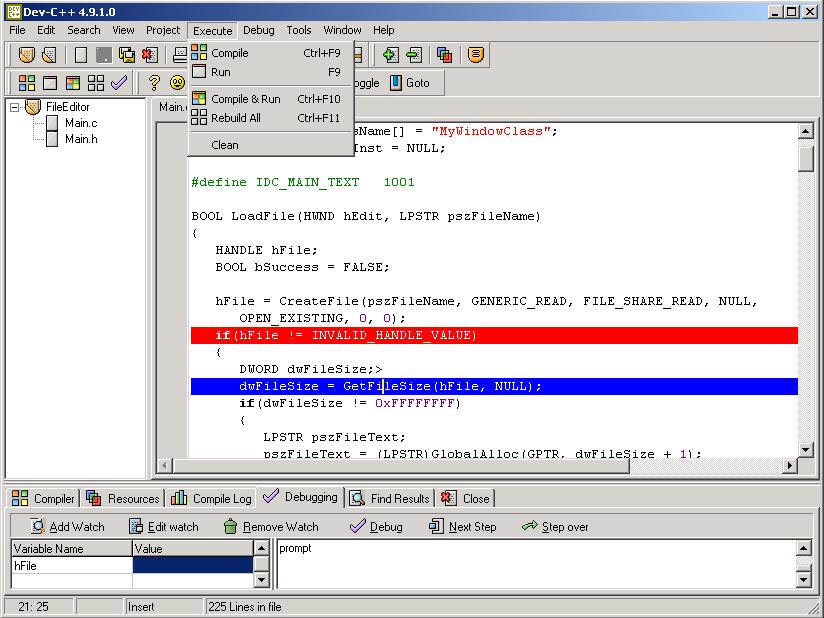 Dev-C++ 4.9.1.0
File Edit Search View Project Execute Debug Tools Window Help
Compile Ctrl+F9
Run F9
Compile & Run Ctrl+F10
Rebuild All Ctrl+F11
Clean
oggle Goto
FileEditor
Main.c
Main.h
Main.
sName[] = "MyWindowClass";
Inst = NULL;
#define IDC_MAIN_TEXT 1001
BOOL LoadFile(HWND hEdit, LPSTR pszFileName)
{
HANDLE hFile;
BOOL bSuccess = FALSE;
hFile = CreateFile(pszFileName, GENERIC_READ, FILE_SHARE_READ, NULL,
OPEN_EXISTING, 0, 0);
if(hFile != INVALID_HANDLE_VALUE)
{
DWORD dwFileSize;>
dwFileSize = GetFileSize(hFile, NULL);
if(dwFileSize != 0xFFFFFFFF)
{
LPSTR pszFileText;
pszFileText = (LPSTR)GlobalAlloc(GPTR, dwFileSize + 1);
Compiler Resources Compile Log Debugging Find Results Close
Add Watch Edit watch Remove Watch Debug Next Step Step over
Variable Name Value
hFile
prompt
21: 25 Insert 225 Lines in file